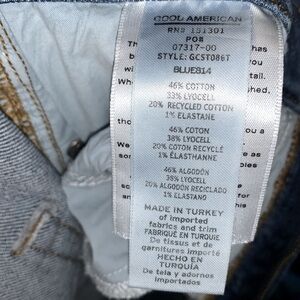 GOOD AMERICAN
RN# 151301
PO#
07317-00
STYLE: GCST086T
BLUE814
46% COTTON
33% LYOCELL
20% RECYCLED COTTON
1% ELASTANE
46% COTON
38% LYOCELL
20% COTON RECYCLÉ
1% ÉLASTHANNE
46% ALGODÓN
38% LYOCELL
20% ALGODÓN RECICLADO
1% ELASTANO
MADE IN TURKEY
of imported
fabrics and trim
FABRIQUÉ EN TURQUIE
De tissus et de
garnitures importé
HECHO EN
TURQUÍA
De tela y adornos
importados